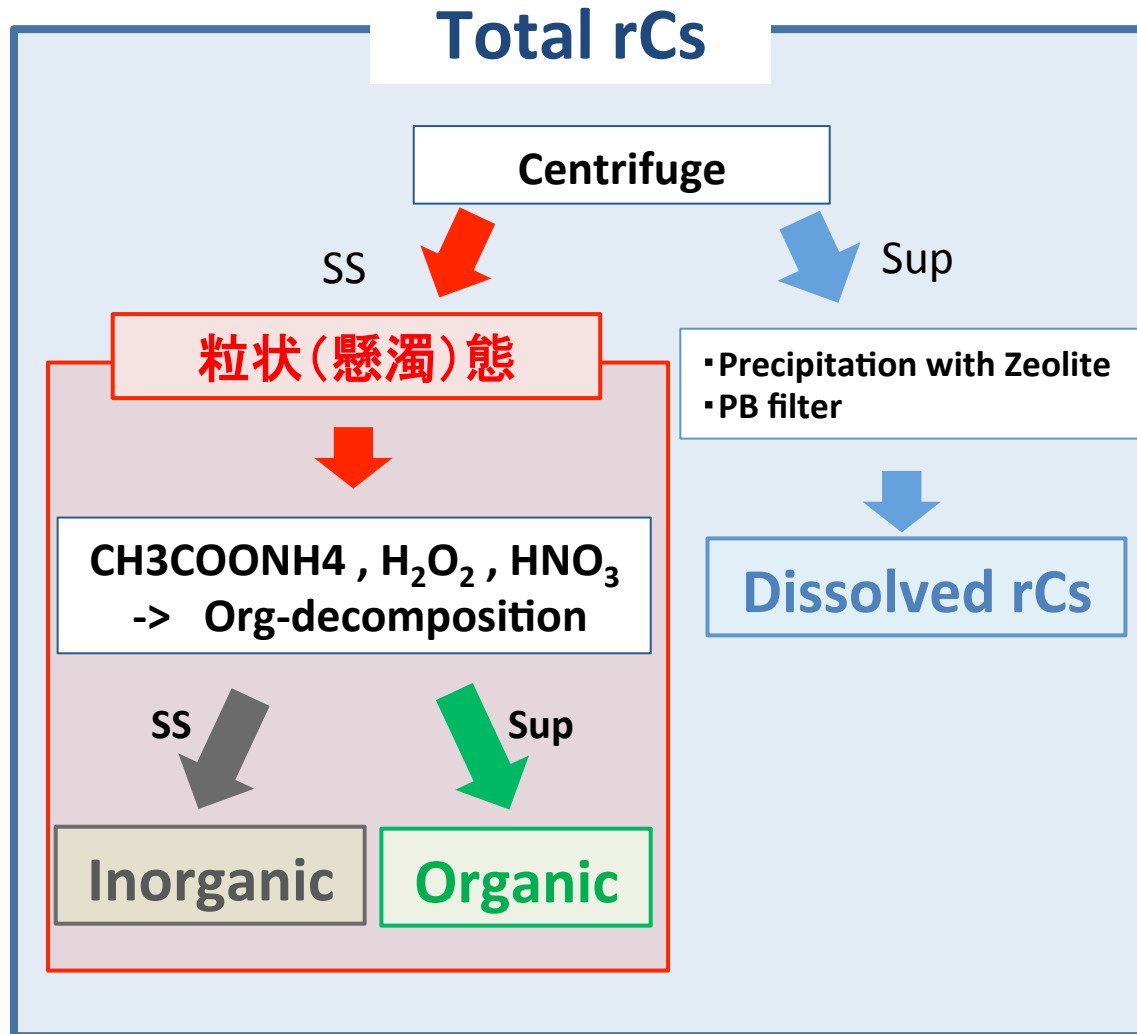 Total rCs
Centrifuge
SS
Sup
粒状（懸濁）態
・Precipitation with Zeolite
・PB filter
CH3COONH4 , H₂O₂ , HNO₃
-> Org-decomposition
Dissolved rCs
SS
Sup
Inorganic
Organic